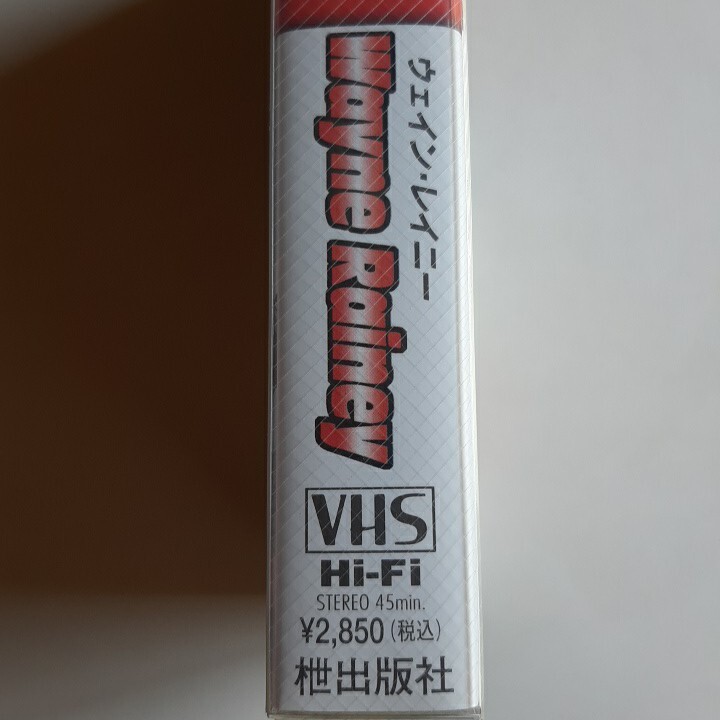 ウェイン・レイニー
Wayne Rainey
VHS
Hi-Fi
STEREO 45min.
¥2,850(税込)
枻出版社